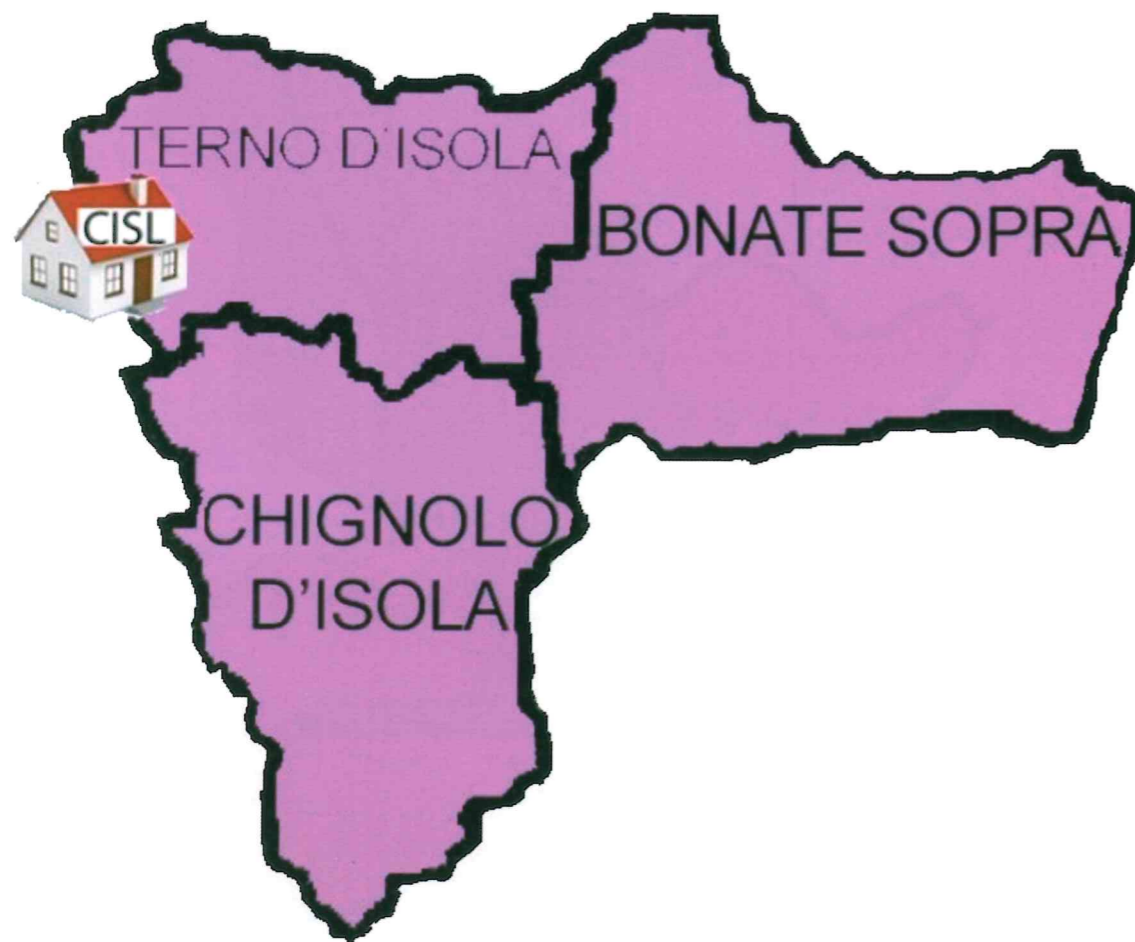 TERNO D'ISOLA
CISL
BONATE SOPRA
CHIGNOLO
D'ISOLA